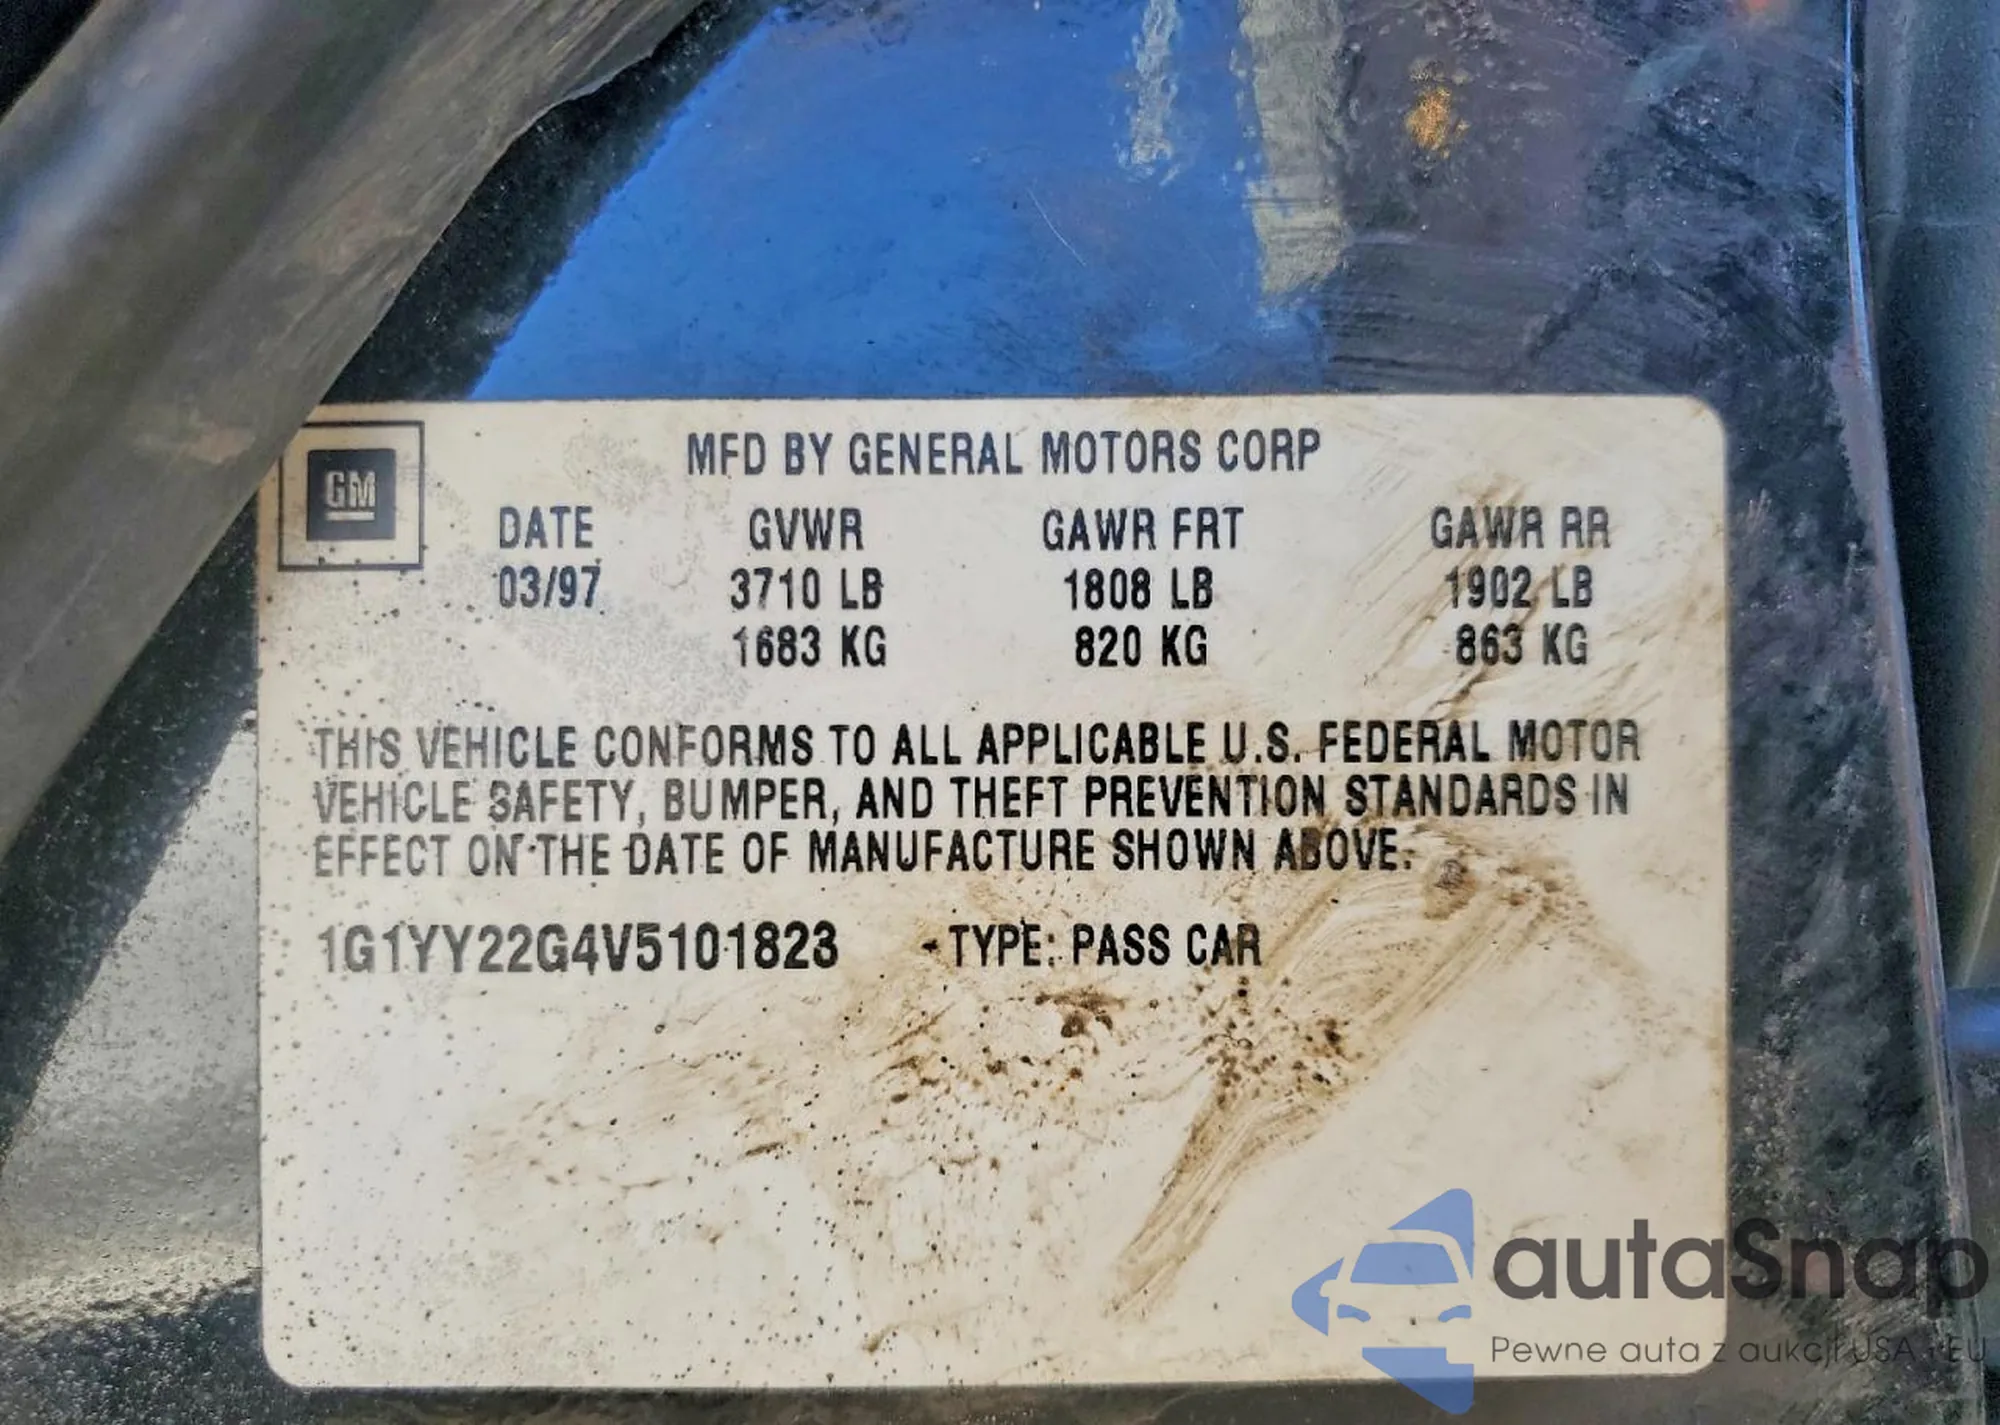 GM
MFD BY GENERAL MOTORS CORP
DATE GVWR GAWR FRT GAWR RR
03/97 3710 LB 1808 LB 1902 LB
1683 KG 820 KG 863 KG
THIS VEHICLE CONFORMS TO ALL APPLICABLE U.S. FEDERAL MOTOR
VEHICLE SAFETY, BUMPER, AND THEFT PREVENTION STANDARDS IN
EFFECT ON THE DATE OF MANUFACTURE SHOWN ABOVE.
1G1YY22G4V5101823 TYPE: PASS CAR
autaSnap
Pewne auta z aukcji USA i EU